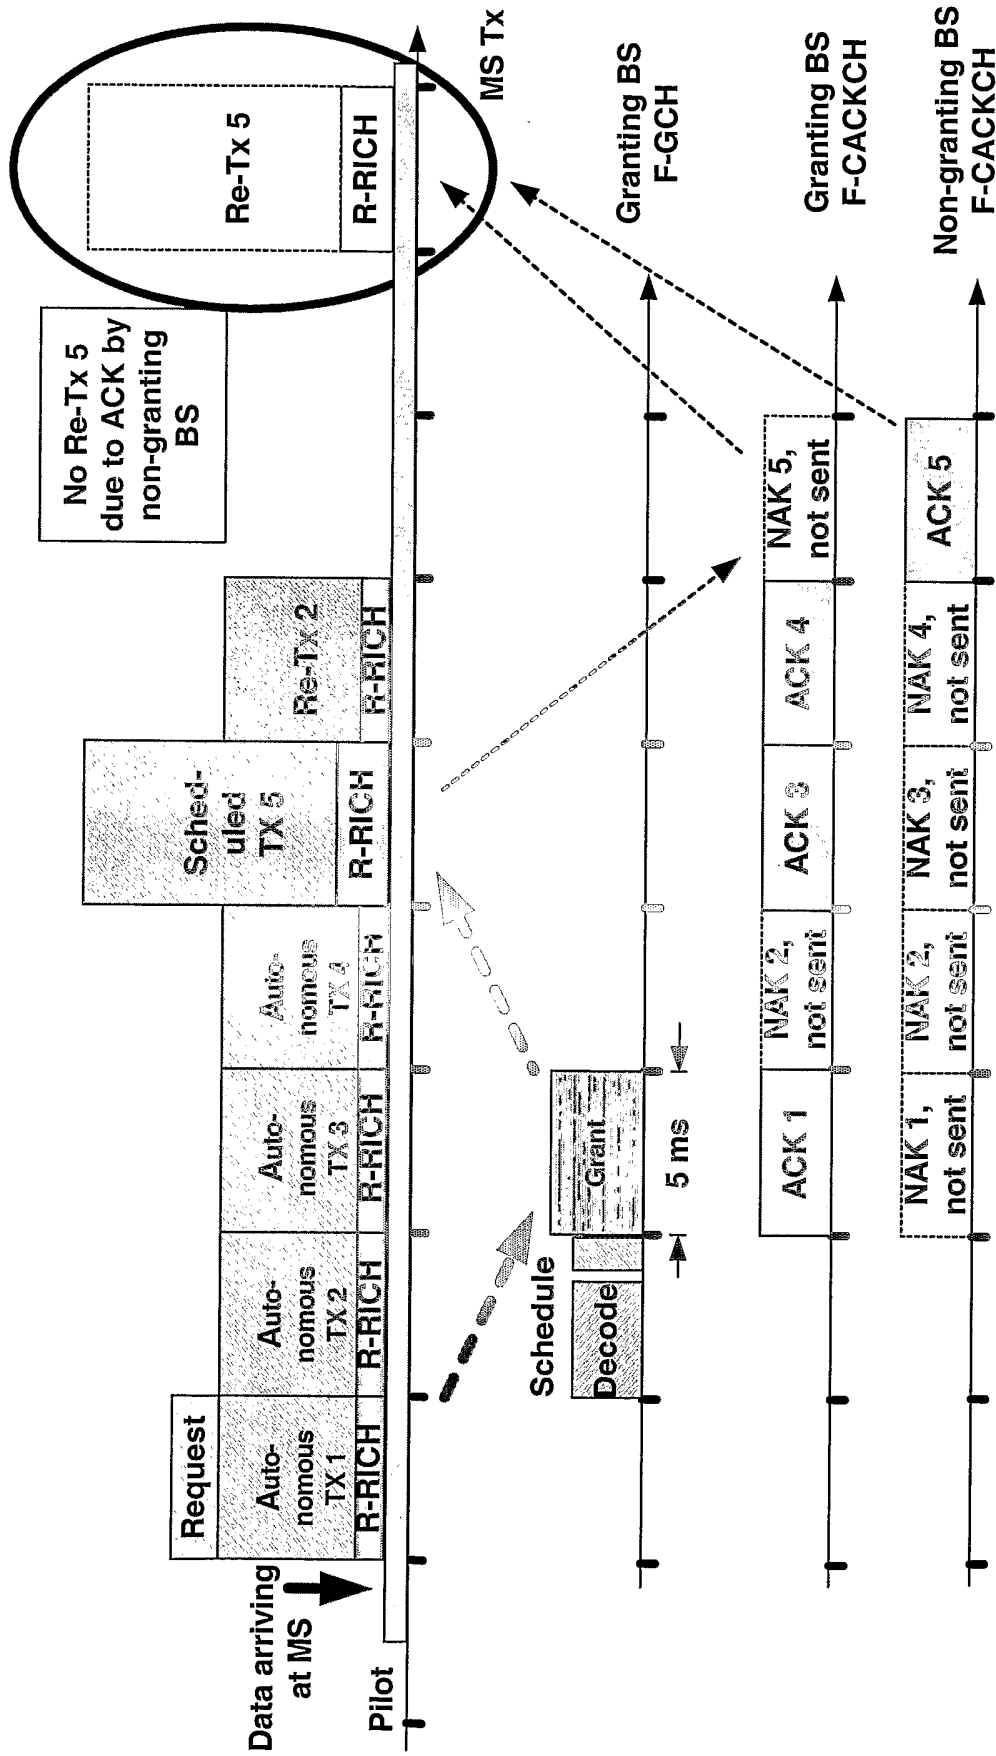 No Re-Tx 5
due to ACK by
non-granting
BS
Re-Tx 5
R-RICH
Data arriving
at MS
Request
Auto-
nomous
TX 1
R-RICH
Auto-
nomous
TX 2
R-RICH
Auto-
nomous
TX 3
R-RICH
Auto-
nomous
TX 4
R-RICH
Sched-
uled
TX 5
R-RICH
Re-Tx 2
R-RICH
Pilot
MS Tx
Schedule
Decode
Grant
5 ms
Granting BS
F-GCH
ACK 1
NAK 2,
not sent
ACK 3
ACK 4
NAK 5,
not sent
Granting BS
F-CACKCH
NAK 1,
not sent
NAK 2,
not sent
NAK 3,
not sent
NAK 4,
not sent
ACK 5
Non-granting BS
F-CACKCH